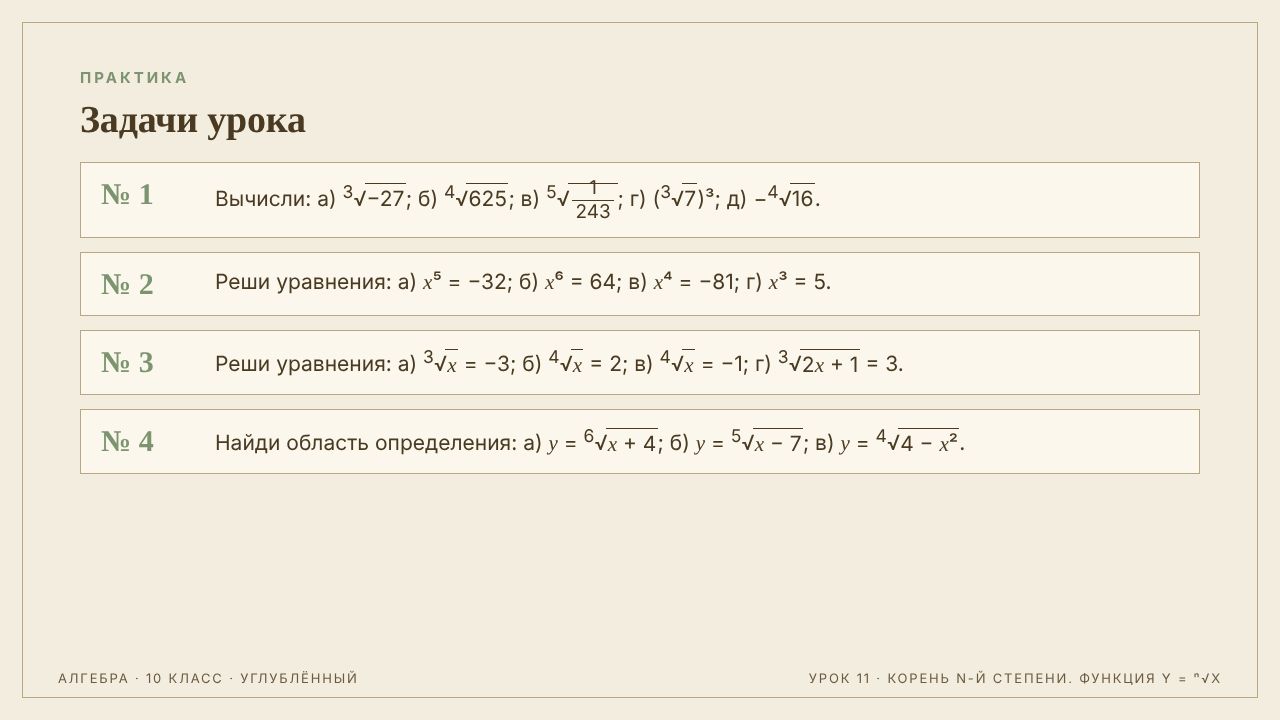 ПРАКТИКА
Задачи урока
№ 1 Вычисли: а) ³√−27; б) ⁴√625; в) ⁵√(1/243); г) (³√7)³; д) −⁴√16.
№ 2 Реши уравнения: а) x⁵ = −32; б) x⁶ = 64; в) x⁴ = −81; г) x³ = 5.
№ 3 Реши уравнения: а) ³√x = −3; б) ⁴√x = 2; в) ⁴√x = −1; г) ³√(2x + 1) = 3.
№ 4 Найди область определения: а) y = ⁶√(x + 4); б) y = ⁵√(x − 7); в) y = ⁴√(4 − x²).
АЛГЕБРА · 10 КЛАСС · УГЛУБЛЁННЫЙ
УРОК 11 · КОРЕНЬ N-Й СТЕПЕНИ. ФУНКЦИЯ Y = ⁿ√X